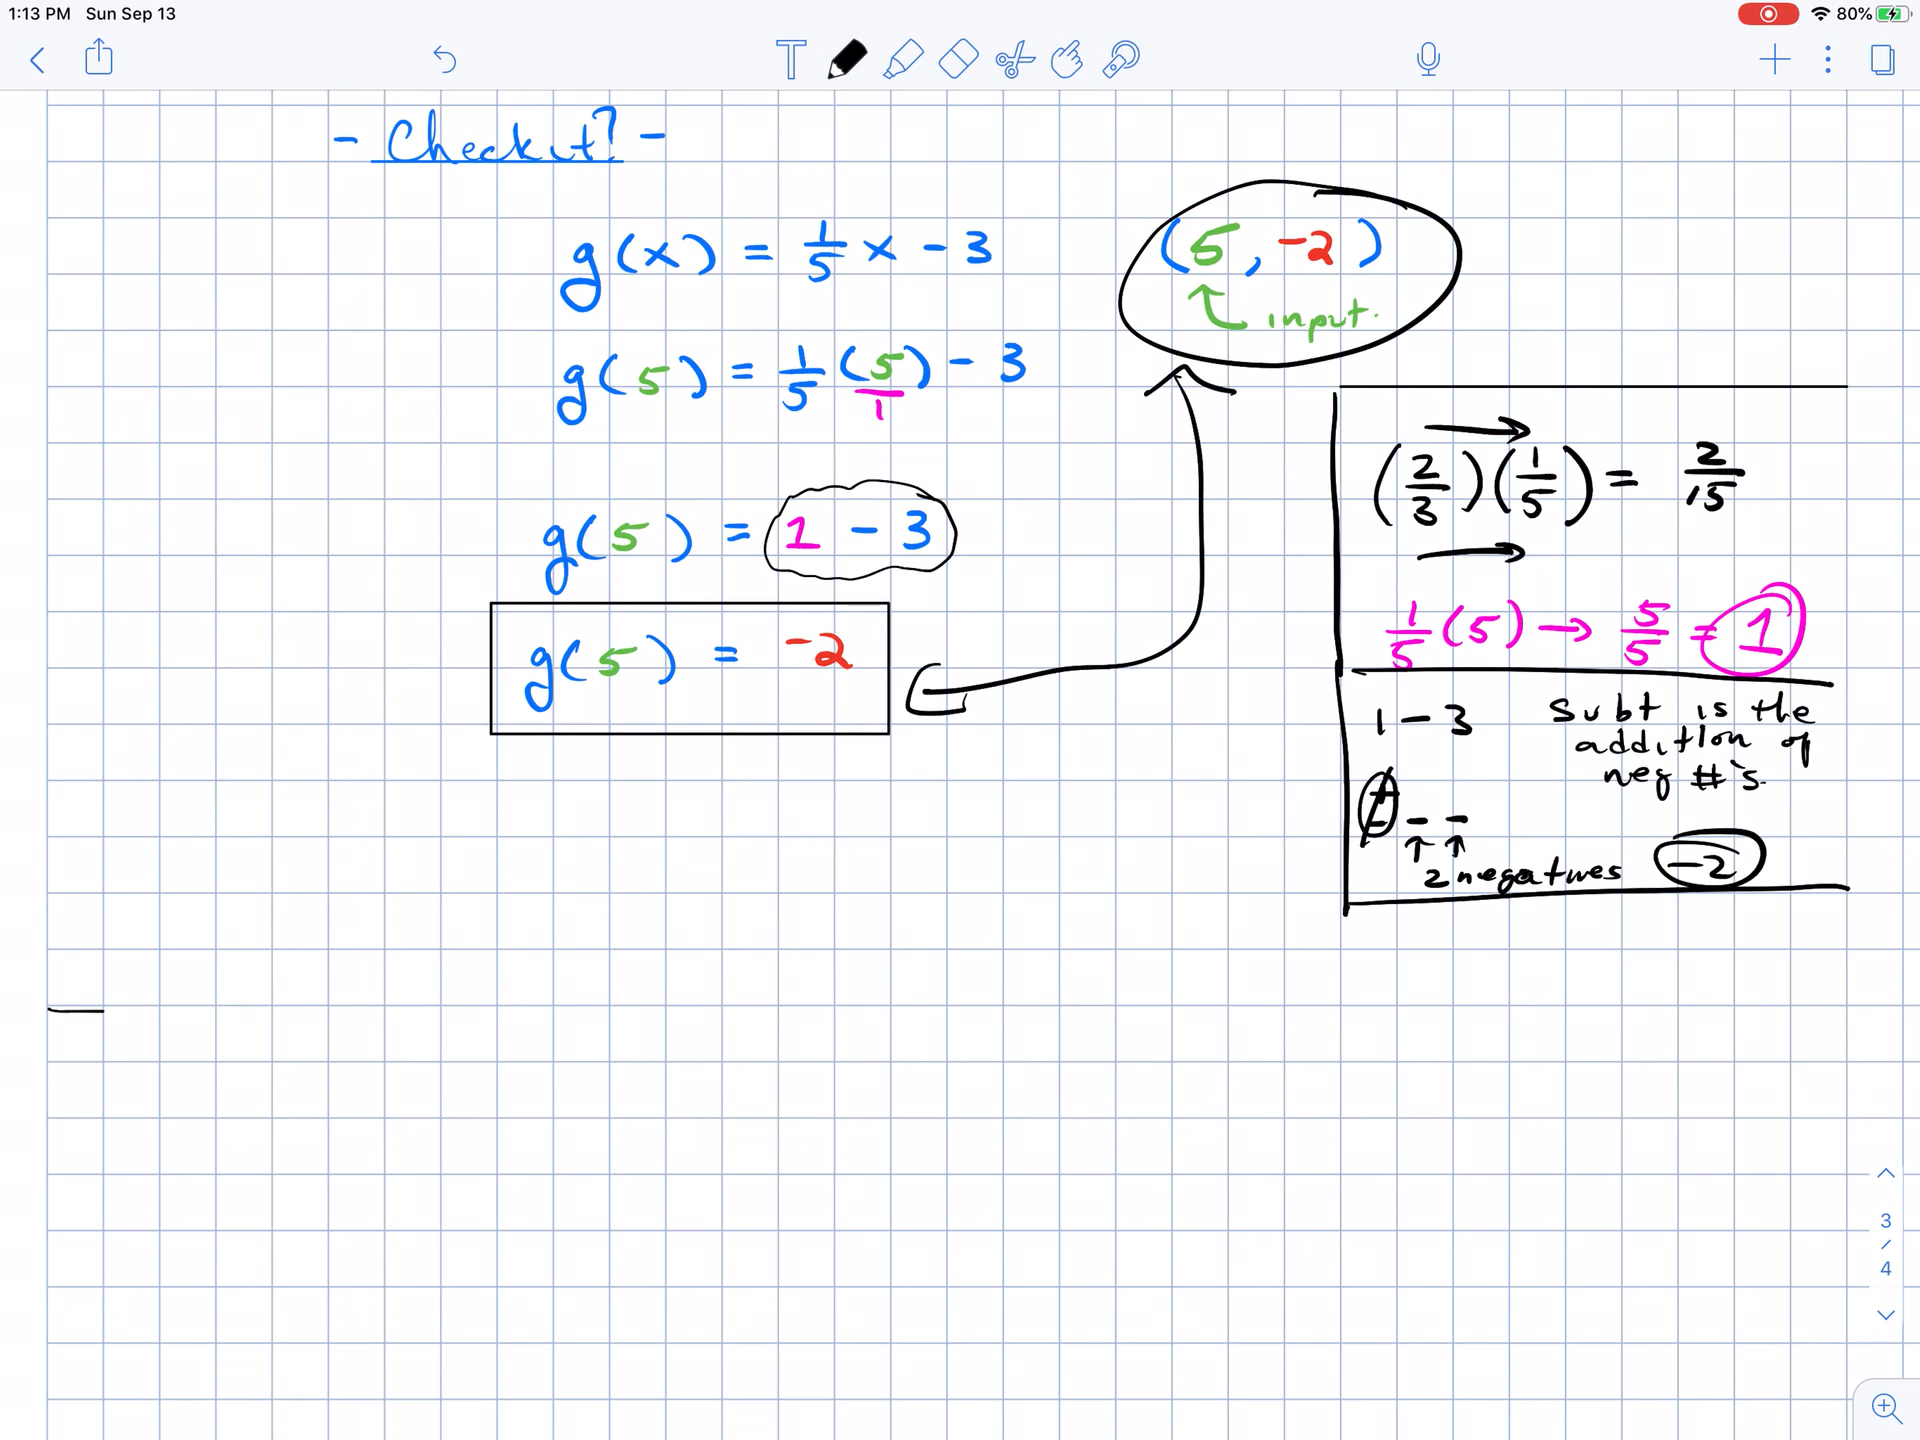 1:13 PM Sun Sep 13
80%
- Check it? -
g(x) = 1/5 x - 3
(5, -2)
input.
g(5) = 1/5 (5)/1 - 3
g(5) = 1 - 3
g(5) = -2
(2/3)(1/5) = 2/15
1/5 (5) → 5/5 = 1
1 - 3
Subt is the
addition of
neg #'s.
+
- - -
↑ ↑
2 negatives -2
3
/
4